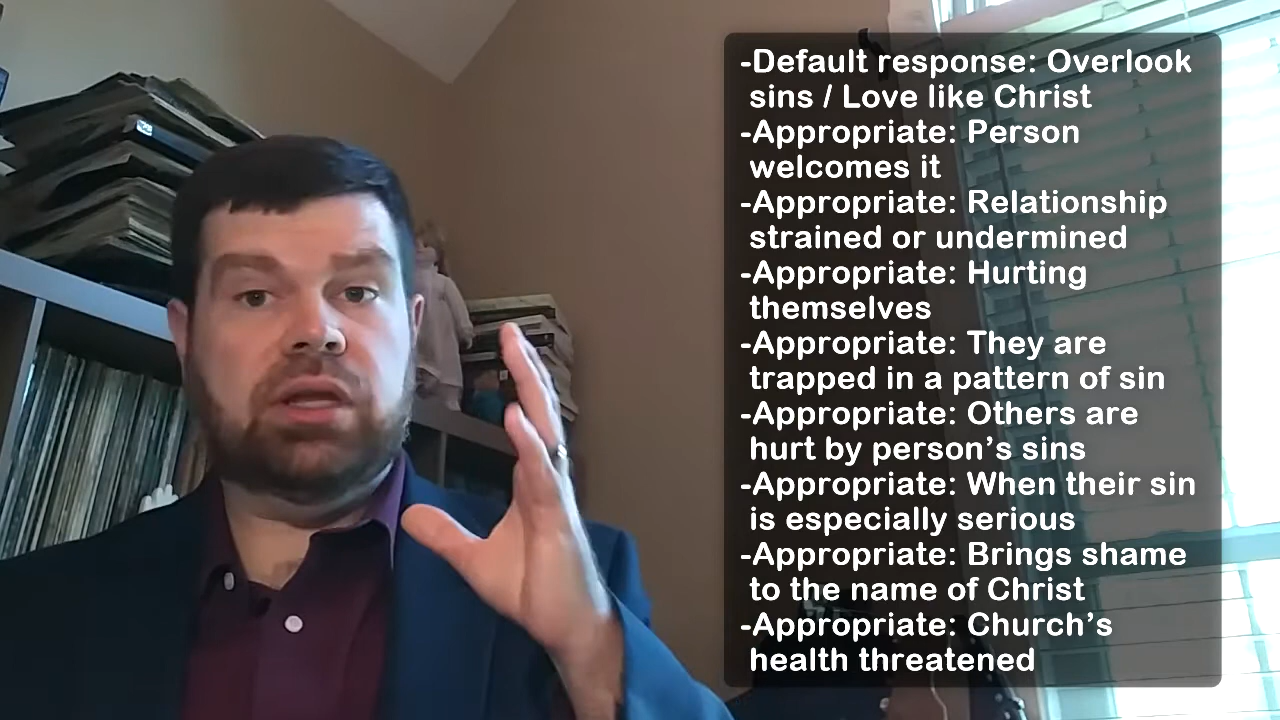 -Default response: Overlook
sins / Love like Christ
-Appropriate: Person
welcomes it
-Appropriate: Relationship
strained or undermined
-Appropriate: Hurting
themselves
-Appropriate: They are
trapped in a pattern of sin
-Appropriate: Others are
hurt by person’s sins
-Appropriate: When their sin
is especially serious
-Appropriate: Brings shame
to the name of Christ
-Appropriate: Church’s
health threatened